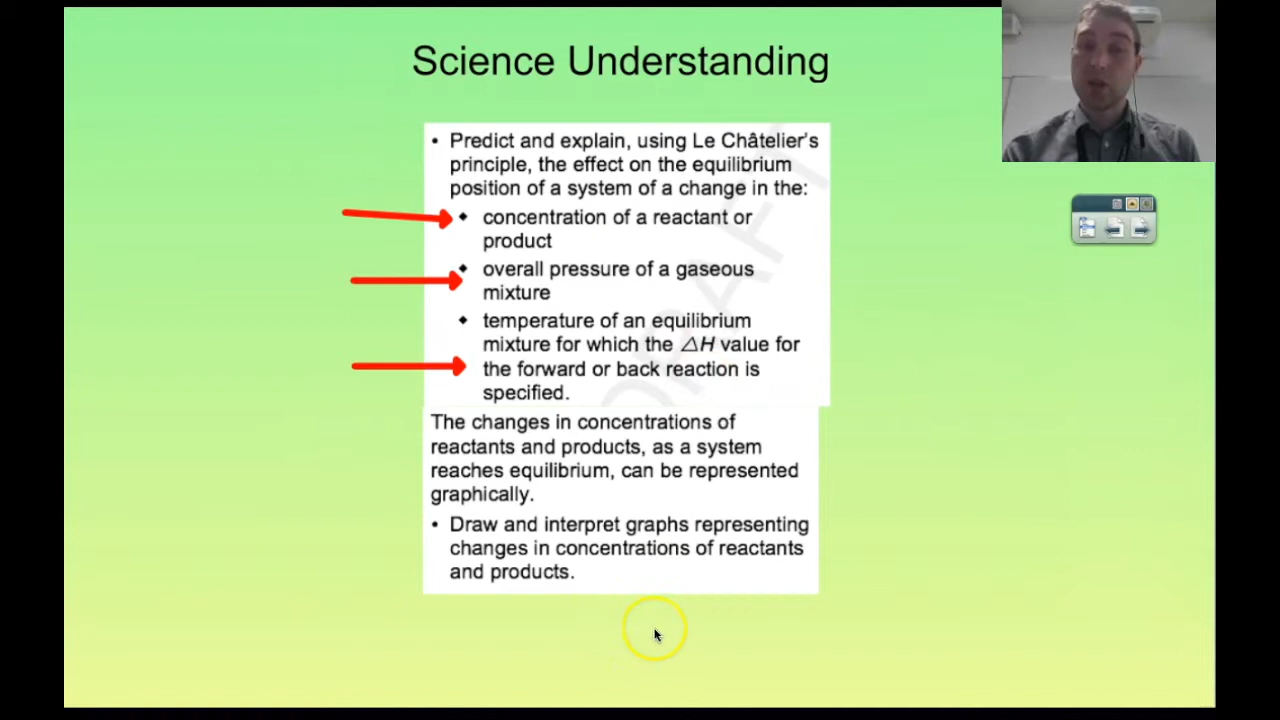 Science Understanding
• Predict and explain, using Le Châtelier's
principle, the effect on the equilibrium
position of a system of a change in the:
◆ concentration of a reactant or
product
◆ overall pressure of a gaseous
mixture
◆ temperature of an equilibrium
mixture for which the △H value for
the forward or back reaction is
specified.
The changes in concentrations of
reactants and products, as a system
reaches equilibrium, can be represented
graphically.
• Draw and interpret graphs representing
changes in concentrations of reactants
and products.
DRAFT